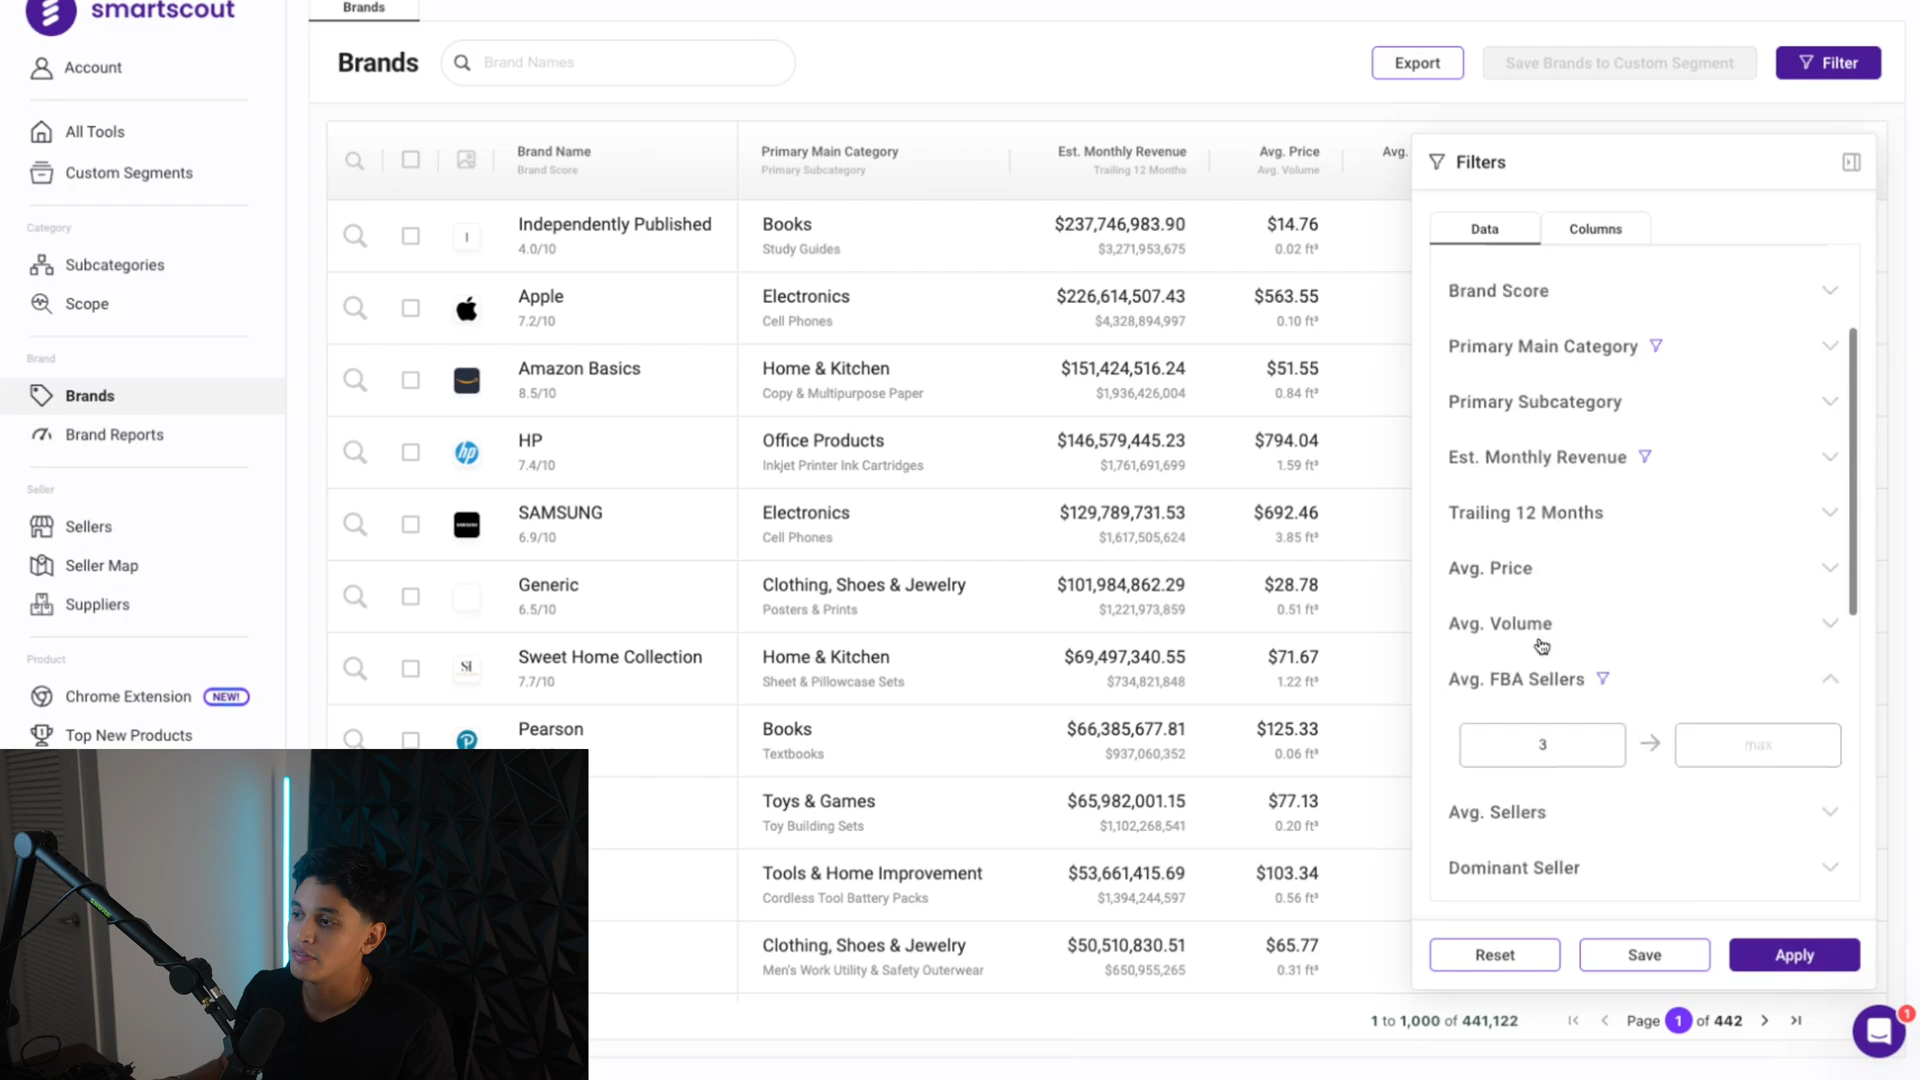 smartscout
Account
All Tools
Custom Segments
Category
Subcategories
Scope
Brand
Brands
Brand Reports
Seller
Sellers
Seller Map
Suppliers
Product
Chrome Extension NEW!
Top New Products
Brands
Brands
Brand Names
Export
Save Brands to Custom Segment
Filter
Brand Name
Brand Score
Primary Main Category
Primary Subcategory
Est. Monthly Revenue
Trailing 12 Months
Avg. Price
Avg. Volume
Avg.
Independently Published
4.0/10
Books
Study Guides
$237,746,983.90
$3,271,953,675
$14.76
0.02 ft³
Apple
7.2/10
Electronics
Cell Phones
$226,614,507.43
$4,328,894,997
$563.55
0.10 ft³
Amazon Basics
8.5/10
Home & Kitchen
Copy & Multipurpose Paper
$151,424,516.24
$1,936,426,004
$51.55
0.84 ft³
hp
HP
7.4/10
Office Products
Inkjet Printer Ink Cartridges
$146,579,445.23
$1,761,691,699
$794.04
1.59 ft³
SAMSUNG
6.9/10
Electronics
Cell Phones
$129,789,731.53
$1,617,505,624
$692.46
3.85 ft³
Generic
6.5/10
Clothing, Shoes & Jewelry
Posters & Prints
$101,984,862.29
$1,221,973,859
$28.78
0.51 ft³
Sweet Home Collection
7.7/10
Home & Kitchen
Sheet & Pillowcase Sets
$69,497,340.55
$734,821,848
$71.67
1.22 ft³
Pearson
Books
Textbooks
$66,385,677.81
$937,060,352
$125.33
0.06 ft³
Toys & Games
Toy Building Sets
$65,982,001.15
$1,102,268,541
$77.13
0.20 ft³
Tools & Home Improvement
Cordless Tool Battery Packs
$53,661,415.69
$1,394,244,597
$103.34
0.56 ft³
Clothing, Shoes & Jewelry
Men's Work Utility & Safety Outerwear
$50,510,830.51
$650,955,265
$65.77
0.31 ft³
Filters
Data
Columns
Brand Score
Primary Main Category
Primary Subcategory
Est. Monthly Revenue
Trailing 12 Months
Avg. Price
Avg. Volume
Avg. FBA Sellers
3
max
Avg. Sellers
Dominant Seller
Reset
Save
Apply
1 to 1,000 of 441,122
Page 1 of 442
1